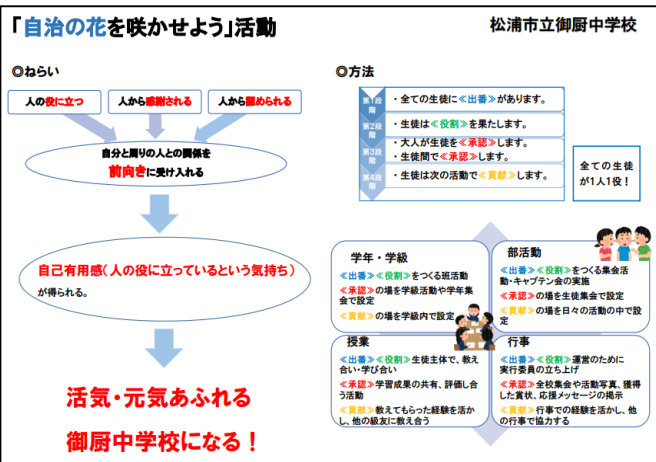 「自治の花を咲かせよう」活動
松浦市立御厨中学校
◎ねらい
人の役に立つ
人から感謝される
人から認められる
自分と周りの人との関係を
前向きに受け入れる
自己有用感(人の役に立っているという気持ち)
が得られる。
活気・元気あふれる
御厨中学校になる！
◎方法
第1段階
・全ての生徒に≪出番≫があります。
第2段階
・生徒は≪役割≫を果たします。
第3段階
・大人が生徒を≪承認≫します。
・生徒間で≪承認≫します。
第4段階
・生徒は次の活動で≪貢献≫します。
全ての生徒
が1人1役！
学年・学級
≪出番≫≪役割≫をつくる班活動
≪承認≫の場を学級活動や学年集
会で設定
≪貢献≫の場を学級内で設定
部活動
≪出番≫≪役割≫をつくる集会活
動・キャプテン会の実施
≪承認≫の場を生徒集会で設定
≪貢献≫の場を日々の活動の中で設
定
授業
≪出番≫≪役割≫生徒主体で、教え
合い・学び合い
≪承認≫学習成果の共有、評価し合
う活動
≪貢献≫教えてもらった経験を活か
し、他の級友に教え合う
行事
≪出番≫≪役割≫運営のために
実行委員の立ち上げ
≪承認≫全校集会や活動写真、獲得
した賞状、応援メッセージの掲示
≪貢献≫行事での経験を活かし、他
の行事で協力する